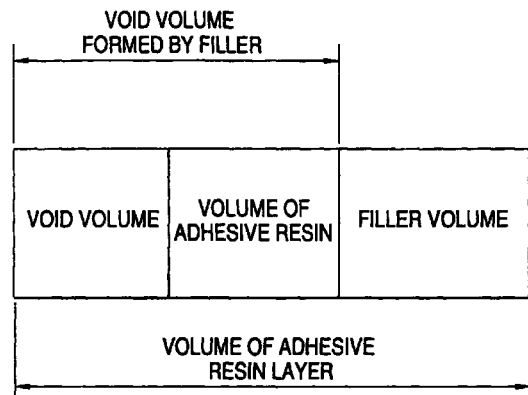 VOID VOLUME
FORMED BY FILLER
VOID VOLUME
VOLUME OF
ADHESIVE RESIN
FILLER VOLUME
VOLUME OF ADHESIVE
RESIN LAYER